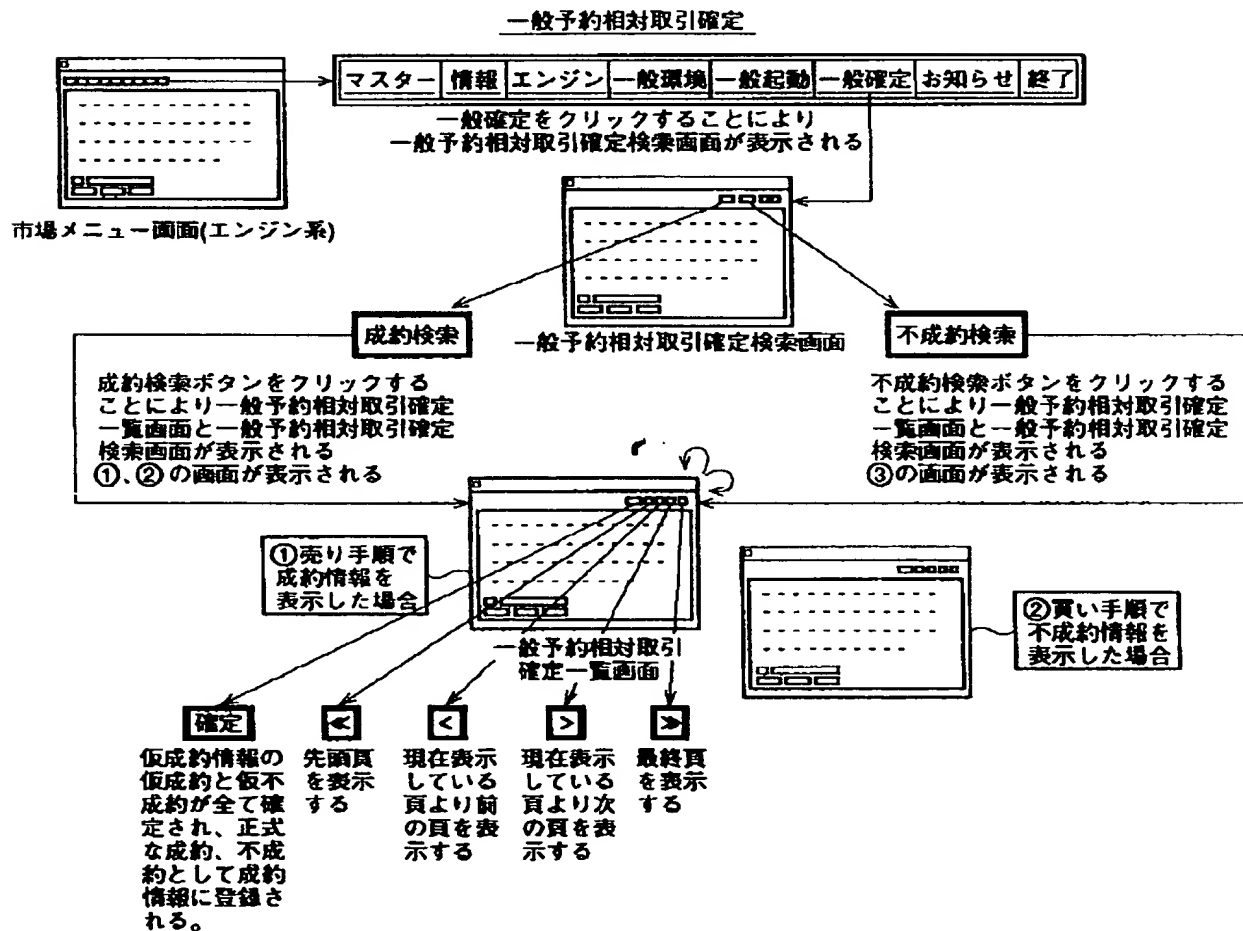 一般予約相対取引確定
マスター 情報 エンジン 一般環境 一般起動 一般確定 お知らせ 終了
一般確定をクリックすることにより
一般予約相対取引確定検索画面が表示される
市場メニュー画面(エンジン系)
成約検索
一般予約相対取引確定検索画面
不成約検索
成約検索ボタンをクリックする
ことにより一般予約相対取引確定
一覧画面と一般予約相対取引確定
検索画面が表示される
①、②の画面が表示される
不成約検索ボタンをクリックする
ことにより一般予約相対取引確定
一覧画面と一般予約相対取引確定
検索画面が表示される
③の画面が表示される
①売り手順で
成約情報を
表示した場合
②買い手順で
不成約情報を
表示した場合
一般予約相対取引
確定一覧画面
確定
仮成約情報の
仮成約と仮不
成約が全て確
定され、正式
な成約、不成
約として成約
情報に登録さ
れる。
≪
先頭頁
を表示
する
<
現在表示
している
頁より前
の頁を表
示する
>
現在表示
している
頁より次
の頁を表
示する
≫
最終頁
を表示
する